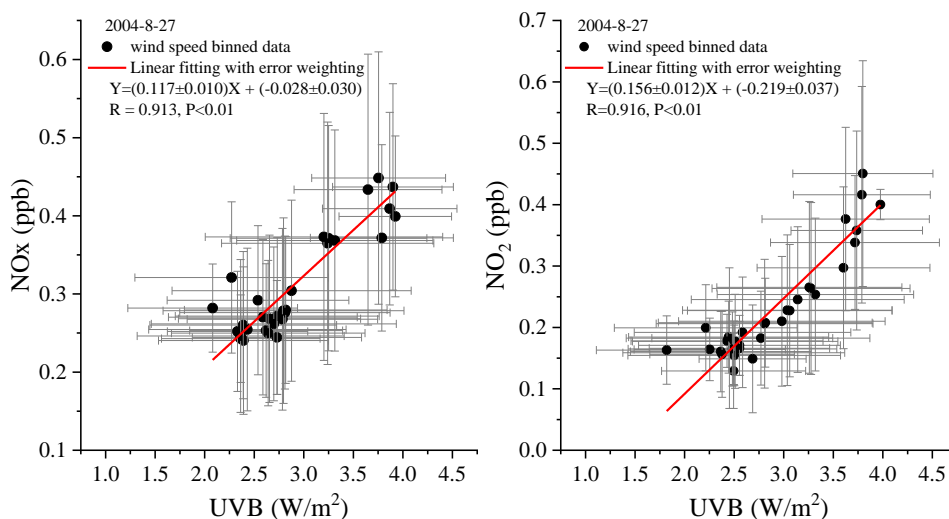 2004-8-27
wind speed binned data
Linear fitting with error weighting
Y=(0.117±0.010)X + (-0.028±0.030)
R = 0.913, P<0.01
NOx (ppb)
0.6
0.5
0.4
0.3
0.2
0.1
1.0 1.5 2.0 2.5 3.0 3.5 4.0 4.5
UVB (W/m²)
2004-8-27
wind speed binned data
Linear fitting with error weighting
Y=(0.156±0.012)X + (-0.219±0.037)
R=0.916, P<0.01
NO₂ (ppb)
0.7
0.6
0.5
0.4
0.3
0.2
0.1
0.0
1.0 1.5 2.0 2.5 3.0 3.5 4.0 4.5
UVB (W/m²)